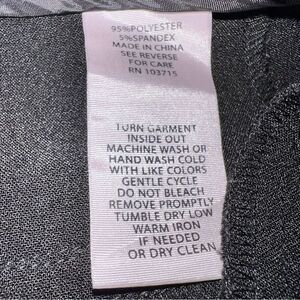 95%POLYESTER
5%SPANDEX
MADE IN CHINA
SEE REVERSE
FOR CARE
RN 103715
TURN GARMENT
INSIDE OUT
MACHINE WASH OR
HAND WASH COLD
WITH LIKE COLORS
GENTLE CYCLE
DO NOT BLEACH
REMOVE PROMPTLY
TUMBLE DRY LOW
WARM IRON
IF NEEDED
OR DRY CLEAN